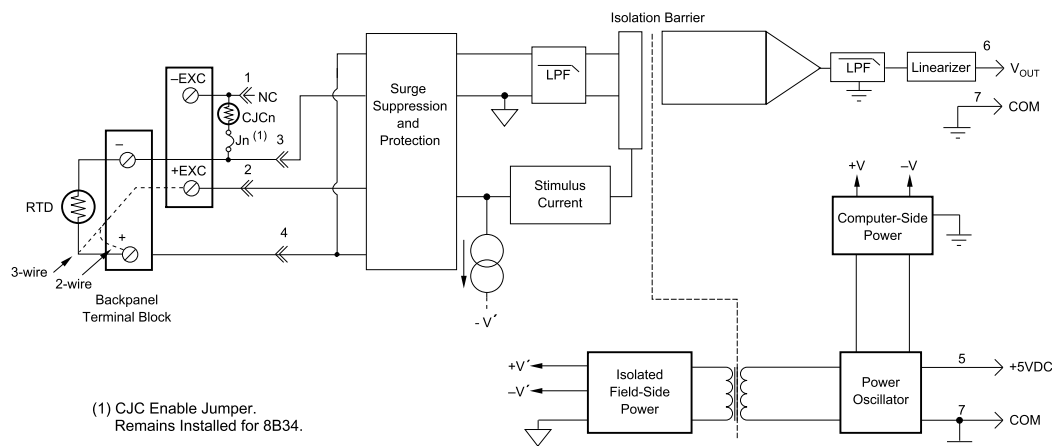 Isolation Barrier
–EXC
1
NC
CJCn
Jn (1)
3
Surge
Suppression
and
Protection
LPF
LPF
Linearizer
6
VOUT
7
COM
–
+EXC
2
RTD
+
4
3-wire
2-wire
Backpanel
Terminal Block
Stimulus
Current
- V´
+V
–V
Computer-Side
Power
+V´
–V´
Isolated
Field-Side
Power
Power
Oscillator
5
+5VDC
7
COM
(1) CJC Enable Jumper.
Remains Installed for 8B34.